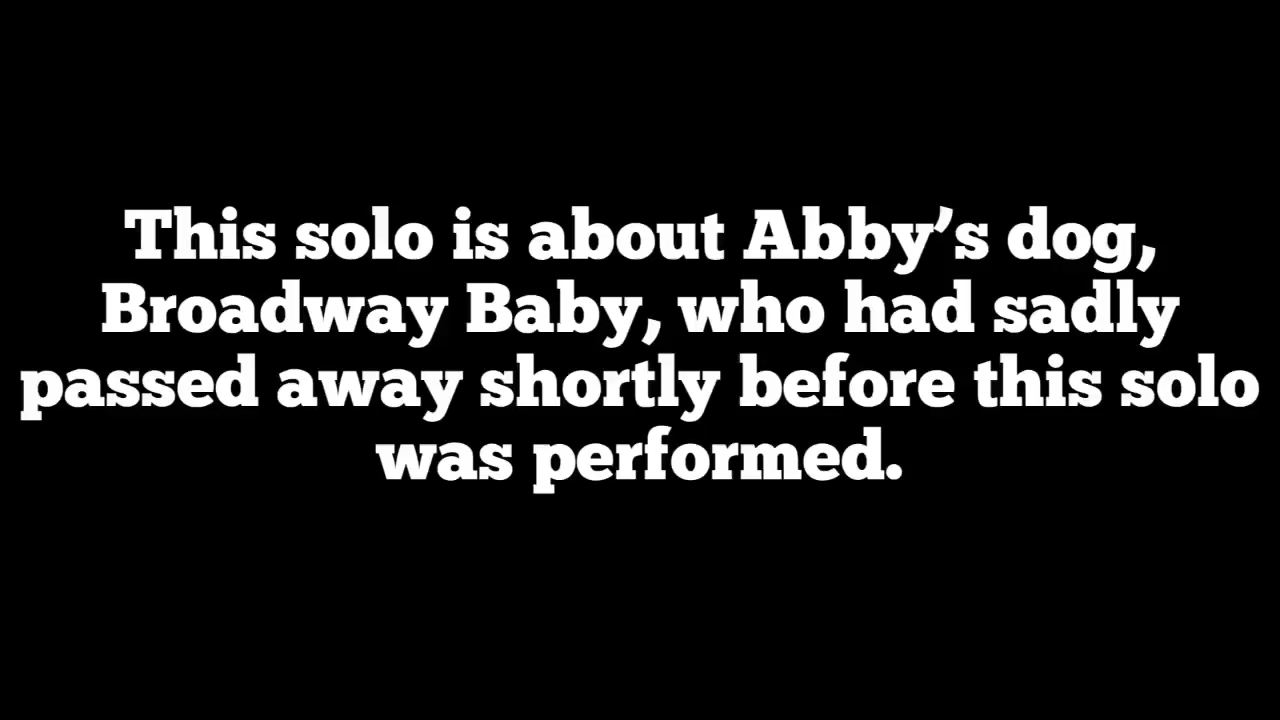 This solo is about Abby’s dog,
Broadway Baby, who had sadly
passed away shortly before this solo
was performed.